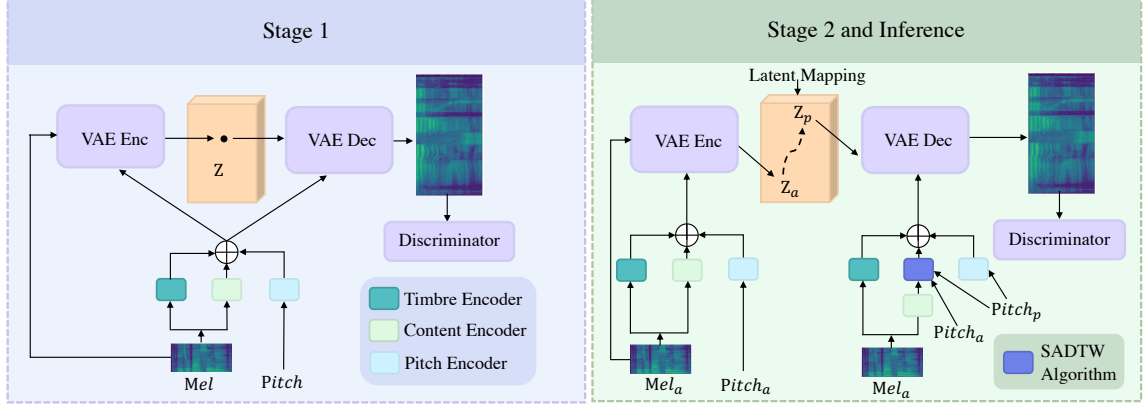 Stage 1
VAE Enc
Z
VAE Dec
Discriminator
Timbre Encoder
Content Encoder
Pitch Encoder
Mel
Pitch
Stage 2 and Inference
Latent Mapping
VAE Enc
Z_p
Z_a
VAE Dec
Discriminator
Pitch_p
Pitch_a
Mel_a
Pitch_a
Mel_a
SADTW
Algorithm